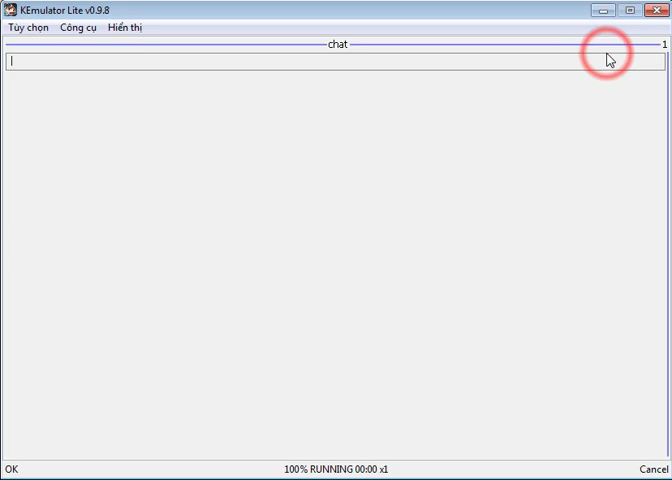 KEmulator Lite v0.9.8
Tùy chọn Công cụ Hiển thị
chat 1
OK 100% RUNNING 00:00 x1 Cancel